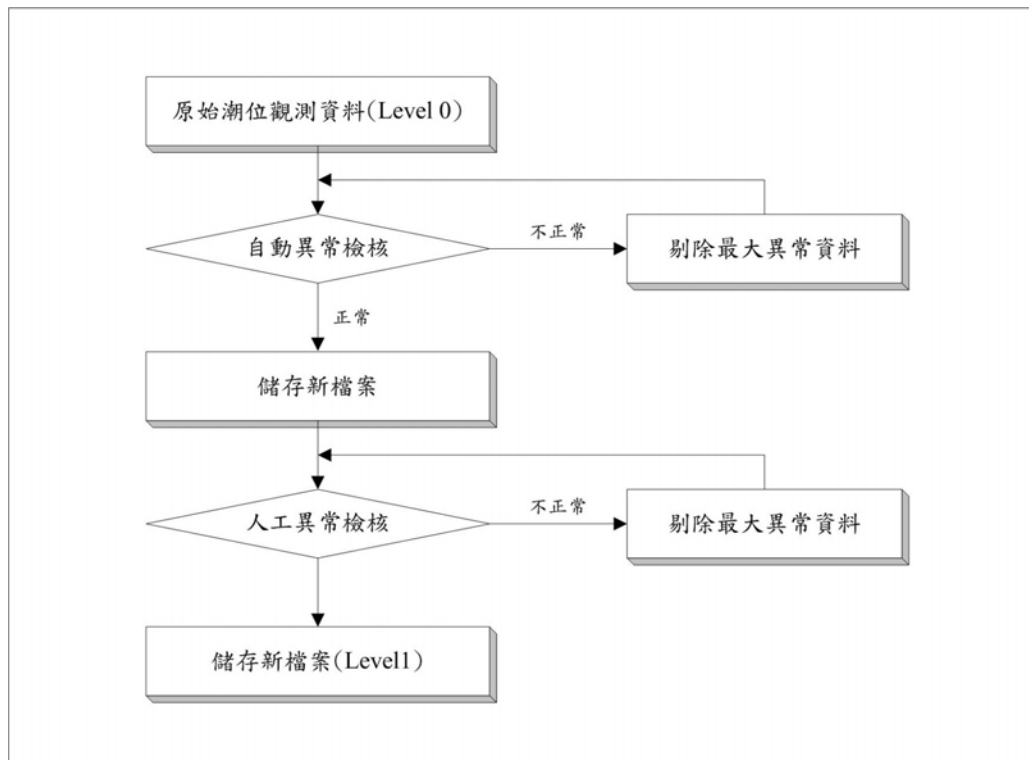 原始潮位觀測資料(Level 0)
自動異常檢核
不正常
剔除最大異常資料
正常
儲存新檔案
人工異常檢核
不正常
剔除最大異常資料
儲存新檔案(Level1)